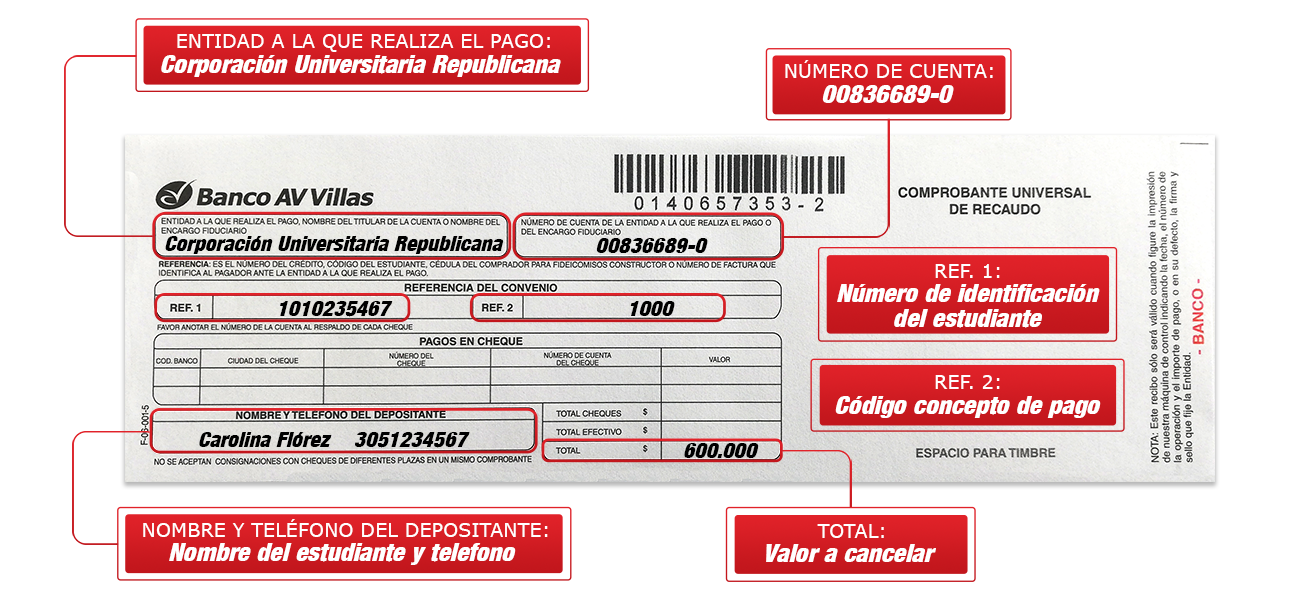 ENTIDAD A LA QUE REALIZA EL PAGO:
Corporación Universitaria Republicana
NÚMERO DE CUENTA:
00836689-0
Banco AV Villas
0140657353-2
COMPROBANTE UNIVERSAL
DE RECAUDO
ENTIDAD A LA QUE REALIZA EL PAGO, NOMBRE DEL TITULAR DE LA CUENTA O NOMBRE DEL
ENCARGO FIDUCIARIO
Corporación Universitaria Republicana
NÚMERO DE CUENTA DE LA ENTIDAD A LA QUE REALIZA EL PAGO O
DEL ENCARGO FIDUCIARIO
00836689-0
REFERENCIA: ES EL NÚMERO DEL CRÉDITO, CÓDIGO DEL ESTUDIANTE, CÉDULA DEL COMPRADOR PARA FIDEICOMISOS CONSTRUCTOR O NÚMERO DE FACTURA QUE
IDENTIFICA AL PAGADOR ANTE LA ENTIDAD A LA QUE REALIZA EL PAGO.
REFERENCIA DEL CONVENIO
REF. 1 1010235467 REF. 2 1000
FAVOR ANOTAR EL NÚMERO DE LA CUENTA AL RESPALDO DE CADA CHEQUE
PAGOS EN CHEQUE
COD. BANCO
CIUDAD DEL CHEQUE
NÚMERO DEL
CHEQUE
NÚMERO DE CUENTA
DEL CHEQUE
VALOR
NOMBRE Y TELEFONO DEL DEPOSITANTE
Carolina Flórez 3051234567
TOTAL CHEQUES $
TOTAL EFECTIVO $
TOTAL $ 600.000
NO SE ACEPTAN CONSIGNACIONES CON CHEQUES DE DIFERENTES PLAZAS EN UN MISMO COMPROBANTE
F-06-001-5
REF. 1:
Número de identificación
del estudiante
REF. 2:
Código concepto de pago
ESPACIO PARA TIMBRE
NOTA: Este recibo sólo será válido cuando figure la impresión
de nuestra máquina de control indicando la fecha, el número de
la operación y el importe de pago, o en su defecto, la firma y
sello que fije la Entidad.
- BANCO -
NOMBRE Y TELÉFONO DEL DEPOSITANTE:
Nombre del estudiante y telefono
TOTAL:
Valor a cancelar